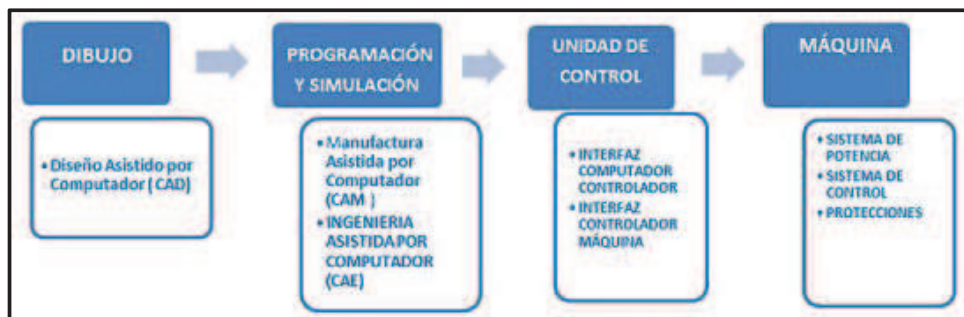 DIBUJO
• Diseño Asistido por
Computador ( CAD)
PROGRAMACIÓN
Y SIMULACIÓN
• Manufactura
Asistida por
Computador
(CAM )
• INGENIERIA
ASISTIDA POR
COMPUTADOR
(CAE)
UNIDAD DE
CONTROL
• INTERFAZ
COMPUTADOR
CONTROLADOR
• INTERFAZ
CONTROLADOR
MÁQUINA
MÁQUINA
• SISTEMA DE
POTENCIA
• SISTEMA DE
CONTROL
• PROTECCIONES